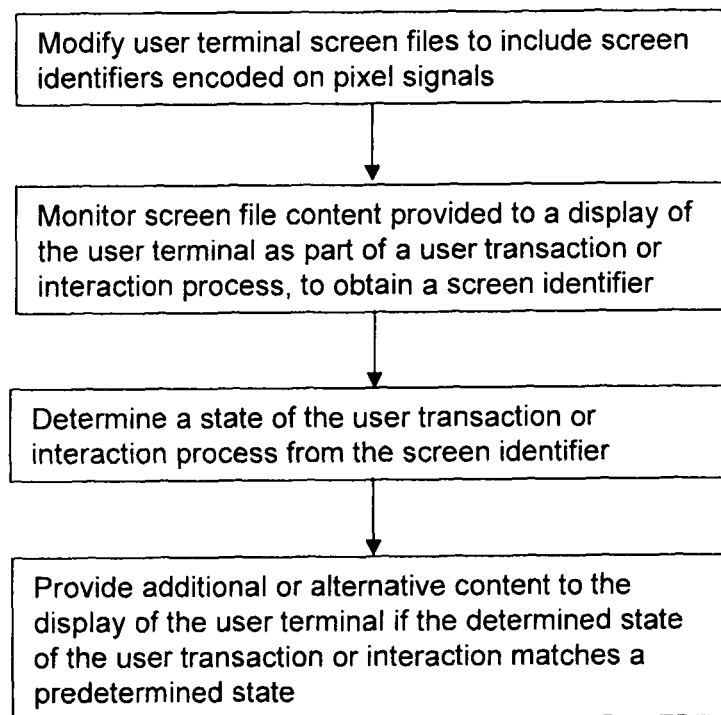 Modify user terminal screen files to include screen
identifiers encoded on pixel signals
Monitor screen file content provided to a display of
the user terminal as part of a user transaction or
interaction process, to obtain a screen identifier
Determine a state of the user transaction or
interaction process from the screen identifier
Provide additional or alternative content to the
display of the user terminal if the determined state
of the user transaction or interaction matches a
predetermined state